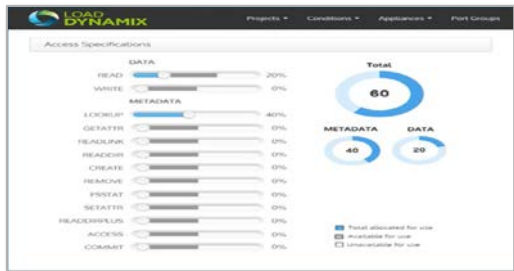 LOAD
DYNAMIX
Projects Conditions Appliances Port Groups
Access Specifications
DATA
READ 20%
WRITE 0%
METADATA
LOOKUP 40%
GETATTR 0%
READLINK 0%
READDIR 0%
CREATE 0%
REMOVE 0%
FSSTAT 0%
SETATTR 0%
READDIRPLUS 0%
ACCESS 0%
COMMIT 0%
Total
60
METADATA DATA
40 20
Total allocated for use
Available for use
Unavailable for use